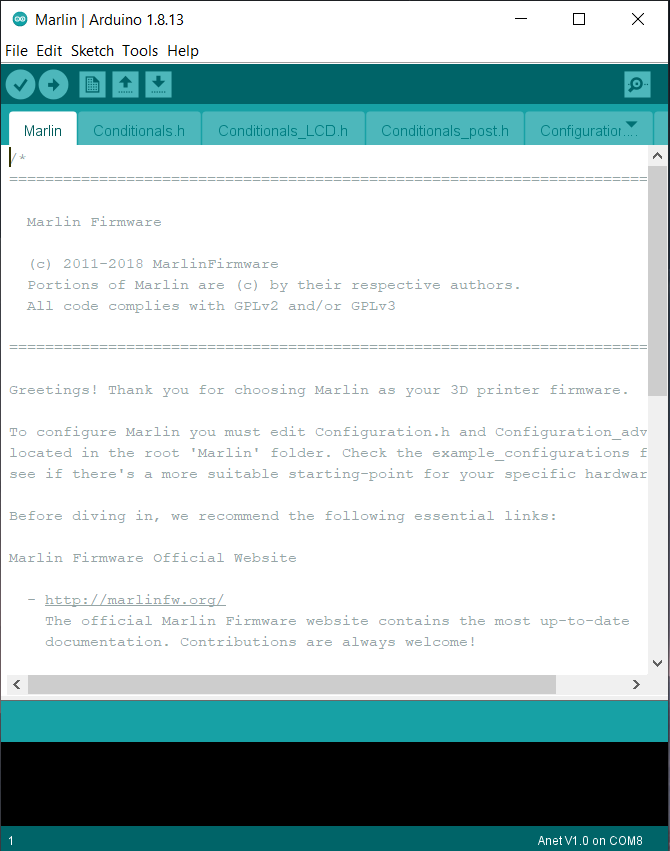 Marlin | Arduino 1.8.13
File Edit Sketch Tools Help
Marlin Conditionals.h Conditionals_LCD.h Conditionals_post.h Configuration....
/*
=======================================================================
Marlin Firmware
(c) 2011-2018 MarlinFirmware
Portions of Marlin are (c) by their respective authors.
All code complies with GPLv2 and/or GPLv3
=======================================================================
Greetings! Thank you for choosing Marlin as your 3D printer firmware.
To configure Marlin you must edit Configuration.h and Configuration_adv
located in the root 'Marlin' folder. Check the example_configurations f
see if there's a more suitable starting-point for your specific hardwar
Before diving in, we recommend the following essential links:
Marlin Firmware Official Website
- http://marlinfw.org/
The official Marlin Firmware website contains the most up-to-date
documentation. Contributions are always welcome!
1
Anet V1.0 on COM8